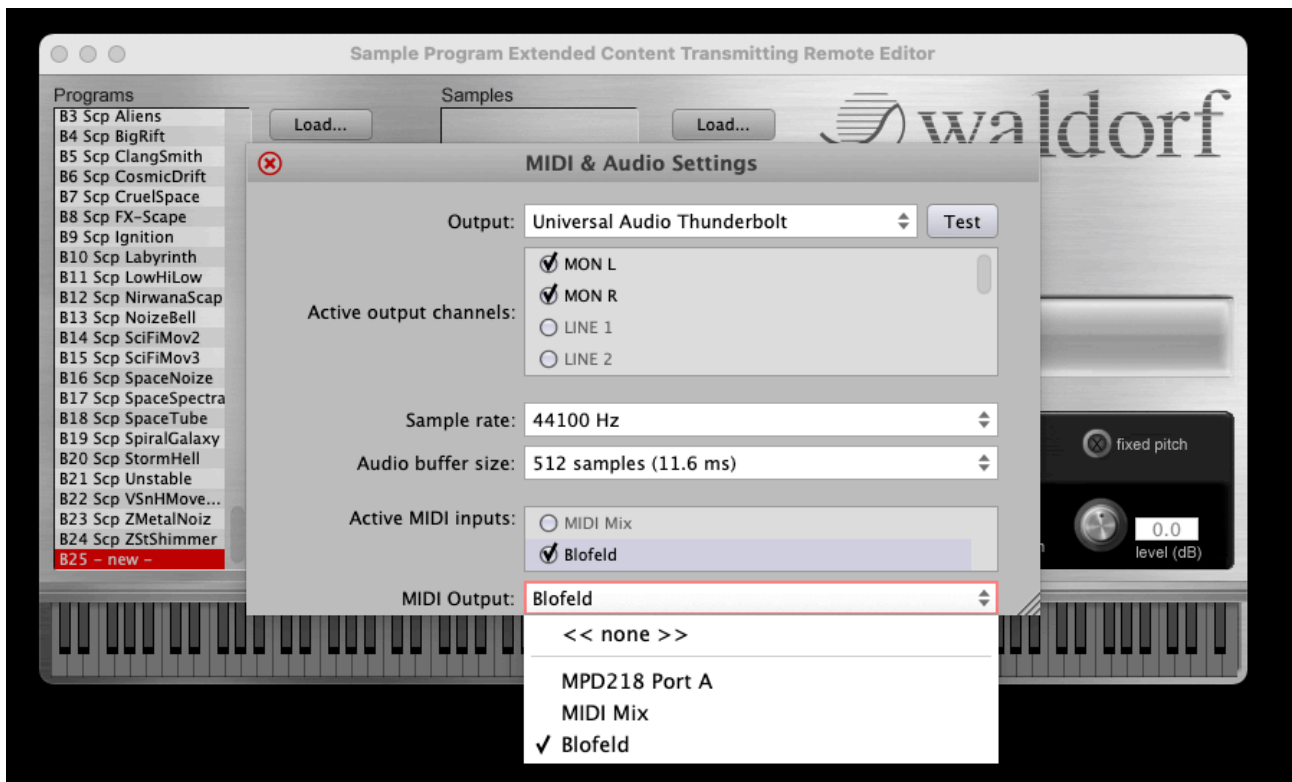 Sample Program Extended Content Transmitting Remote Editor
Programs
Samples
Load...
Load...
waldorf
B3 Scp Aliens
B4 Scp BigRift
B5 Scp ClangSmith
B6 Scp CosmicDrift
B7 Scp CruelSpace
B8 Scp FX-Scape
B9 Scp Ignition
B10 Scp Labyrinth
B11 Scp LowHiLow
B12 Scp NirwanaScap
B13 Scp NoizeBell
B14 Scp SciFiMov2
B15 Scp SciFiMov3
B16 Scp SpaceNoize
B17 Scp SpaceSpectra
B18 Scp SpaceTube
B19 Scp SpiralGalaxy
B20 Scp StormHell
B21 Scp Unstable
B22 Scp VSnHMove...
B23 Scp ZMetalNoiz
B24 Scp ZStShimmer
B25 - new -
MIDI & Audio Settings
Output: Universal Audio Thunderbolt Test
Active output channels:
MON L
MON R
LINE 1
LINE 2
Sample rate: 44100 Hz
Audio buffer size: 512 samples (11.6 ms)
Active MIDI inputs:
MIDI Mix
Blofeld
MIDI Output: Blofeld
<< none >>
MPD218 Port A
MIDI Mix
✓ Blofeld
fixed pitch
0.0
level (dB)